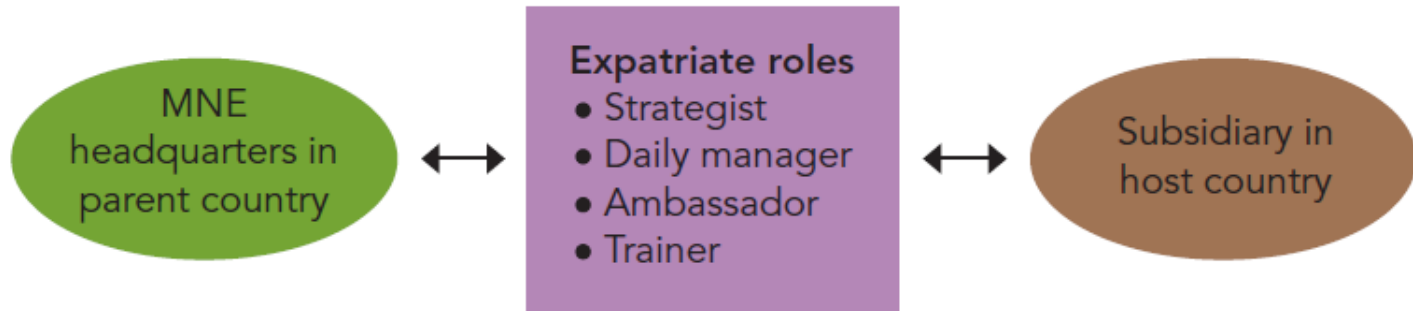 MNE
headquarters in
parent country
Expatriate roles
• Strategist
• Daily manager
• Ambassador
• Trainer
Subsidiary in
host country